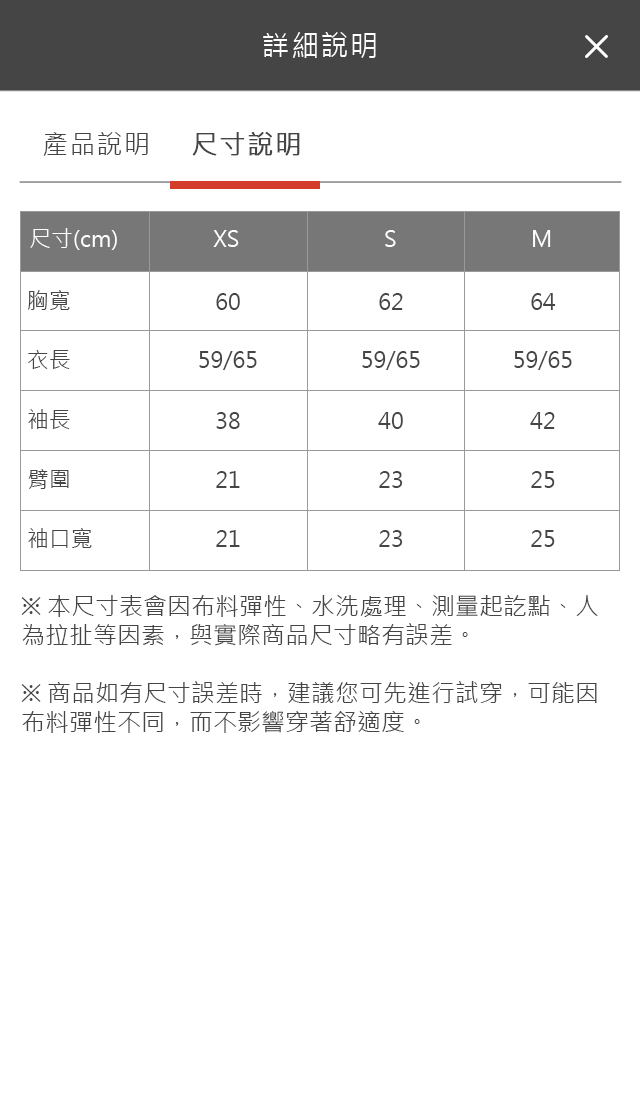 詳細說明
產品說明 尺寸說明
尺寸(cm) XS S M
胸寬 60 62 64
衣長 59/65 59/65 59/65
袖長 38 40 42
臂圍 21 23 25
袖口寬 21 23 25
※ 本尺寸表會因布料彈性、水洗處理、測量起訖點、人
為拉扯等因素，與實際商品尺寸略有誤差。
※ 商品如有尺寸誤差時，建議您可先進行試穿，可能因
布料彈性不同，而不影響穿著舒適度。